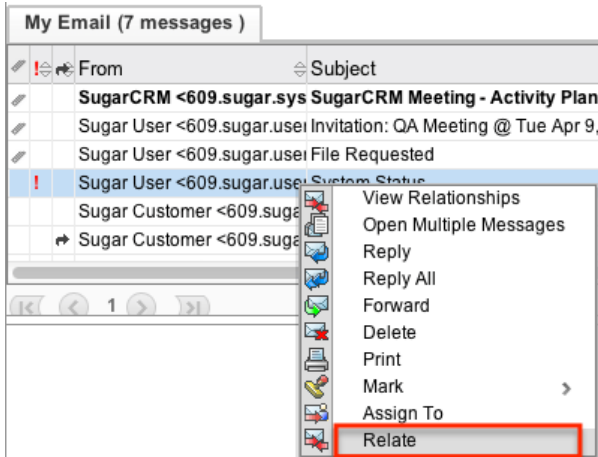 My Email (7 messages )
! From Subject
SugarCRM <609.sugar.sys SugarCRM Meeting - Activity Plan
Sugar User <609.sugar.user Invitation: QA Meeting @ Tue Apr 9,
Sugar User <609.sugar.user File Requested
! Sugar User <609.sugar.user System Status
Sugar Customer <609.suga
Sugar Customer <609.suga
1
View Relationships
Open Multiple Messages
Reply
Reply All
Forward
Delete
Print
Mark
Assign To
Relate